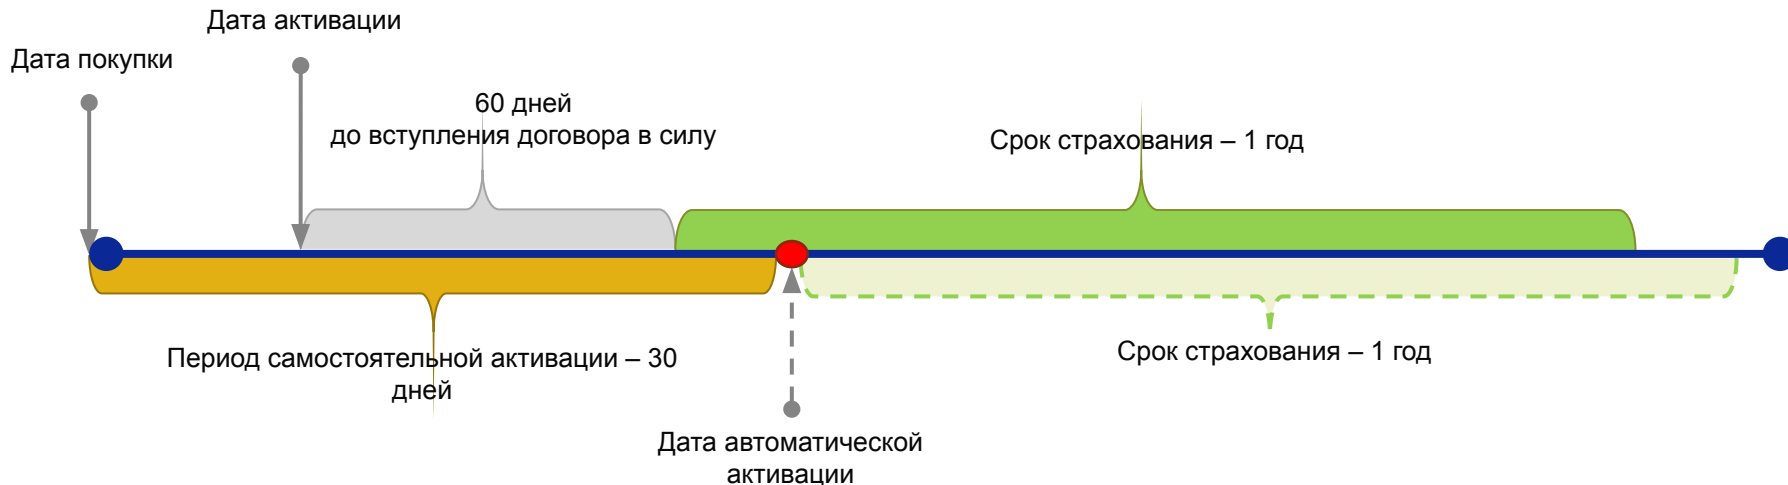 Дата активации
Дата покупки
60 дней
до вступления договора в силу
Срок страхования – 1 год
Период самостоятельной активации – 30
дней
Срок страхования – 1 год
Дата автоматической
активации